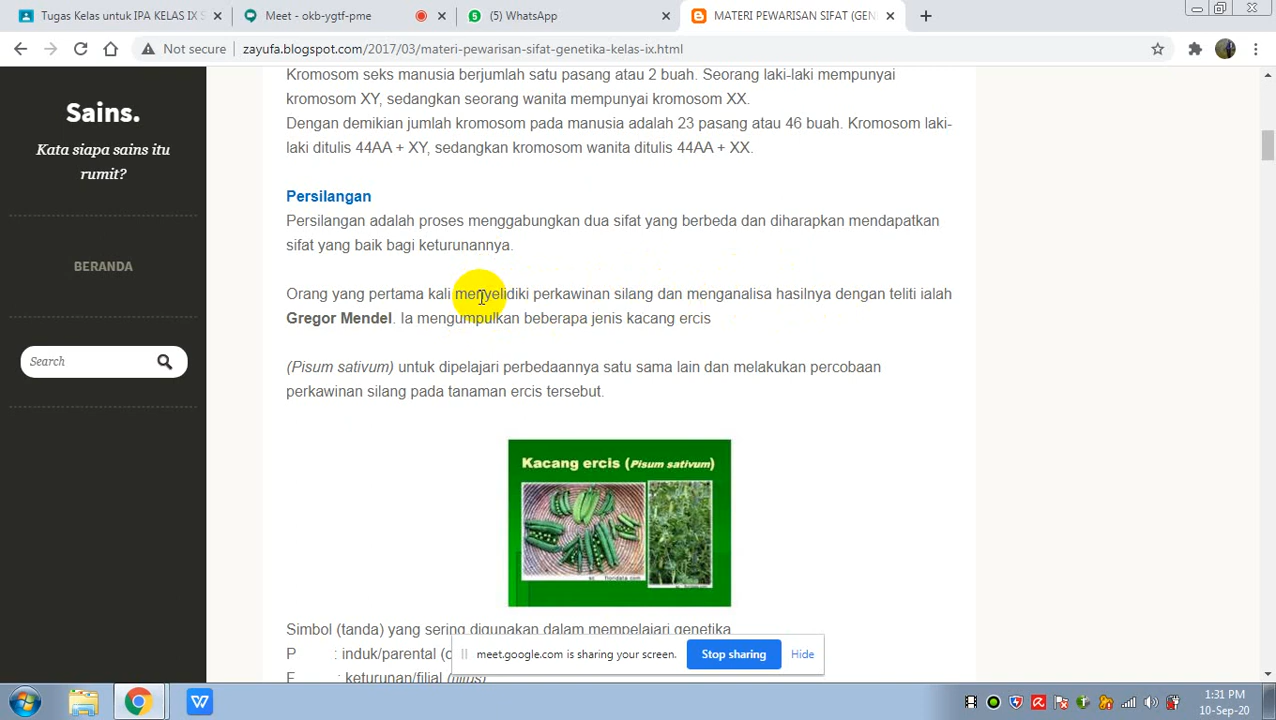 Tugas Kelas untuk IPA KELAS IX S
Meet - okb-ygtf-pme
(5) WhatsApp
MATERI PEWARISAN SIFAT (GEN
Not secure
zayufa.blogspot.com/2017/03/materi-pewarisan-sifat-genetika-kelas-ix.html
Sains.
Kata siapa sains itu
rumit?
BERANDA
Search
Kromosom seks manusia berjumlah satu pasang atau 2 buah. Seorang laki-laki mempunyai
kromosom XY, sedangkan seorang wanita mempunyai kromosom XX.
Dengan demikian jumlah kromosom pada manusia adalah 23 pasang atau 46 buah. Kromosom laki-
laki ditulis 44AA + XY, sedangkan kromosom wanita ditulis 44AA + XX.
Persilangan
Persilangan adalah proses menggabungkan dua sifat yang berbeda dan diharapkan mendapatkan
sifat yang baik bagi keturunannya.
Orang yang pertama kali menyelidiki perkawinan silang dan menganalisa hasilnya dengan teliti ialah
Gregor Mendel. Ia mengumpulkan beberapa jenis kacang ercis
(Pisum sativum) untuk dipelajari perbedaannya satu sama lain dan melakukan percobaan
perkawinan silang pada tanaman ercis tersebut.
Kacang ercis (Pisum sativum)
floridata com
Simbol (tanda) yang sering digunakan dalam mempelajari genetika
P : induk/parental (
F : keturunan/filial (filius)
meet.google.com is sharing your screen.
Stop sharing
Hide
W
1:31 PM
10-Sep-20